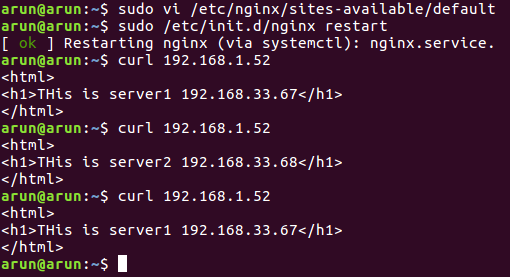 arun@arun:~$ sudo vi /etc/nginx/sites-available/default
arun@arun:~$ sudo /etc/init.d/nginx restart
[ ok ] Restarting nginx (via systemctl): nginx.service.
arun@arun:~$ curl 192.168.1.52
<html>
<h1>THis is server1 192.168.33.67</h1>
</html>
arun@arun:~$ curl 192.168.1.52
<html>
<h1>THis is server2 192.168.33.68</h1>
</html>
arun@arun:~$ curl 192.168.1.52
<html>
<h1>THis is server1 192.168.33.67</h1>
</html>
arun@arun:~$